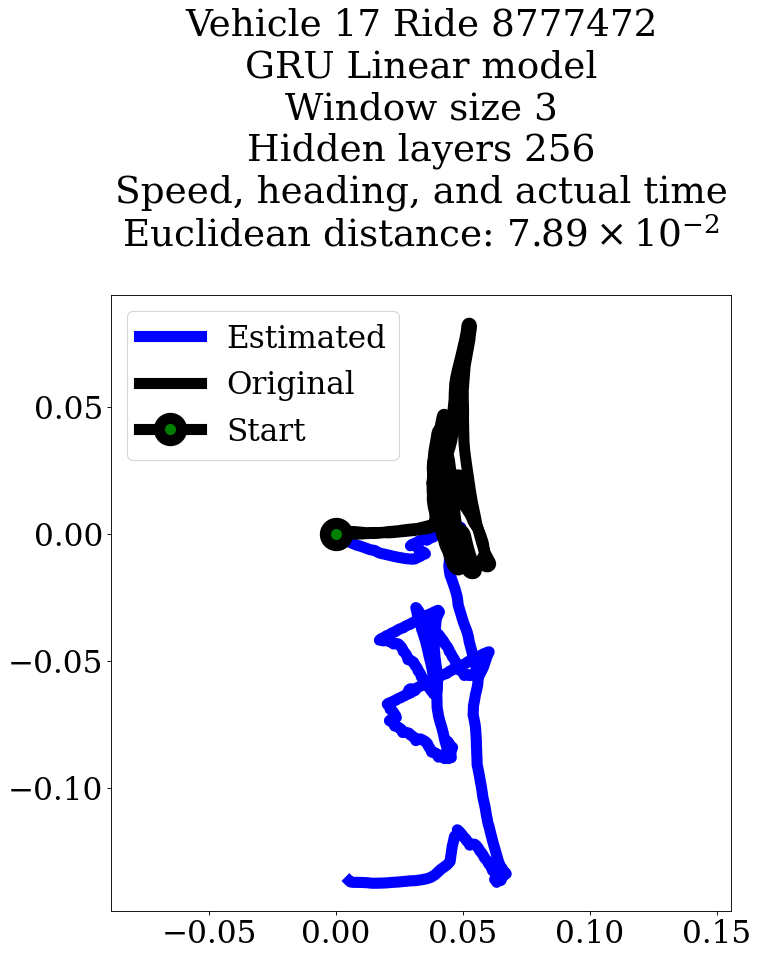 Vehicle 17 Ride 8777472
GRU Linear model
Window size 3
Hidden layers 256
Speed, heading, and actual time
Euclidean distance: 7.89 × 10⁻²
Estimated
Original
Start
0.05
0.00
−0.05
−0.10
−0.05 0.00 0.05 0.10 0.15